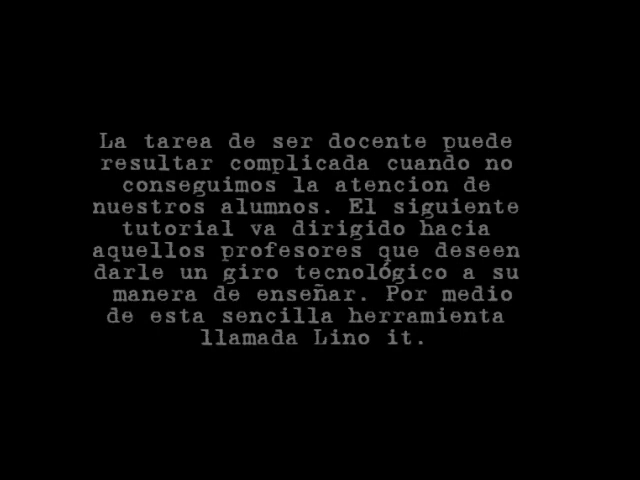 La tarea de ser docente puede
resultar complicada cuando no
conseguimos la atencion de
nuestros alumnos. El siguiente
tutorial va dirigido hacia
aquellos profesores que deseen
darle un giro tecnológico a su
manera de enseñar. Por medio
de esta sencilla herramienta
llamada Lino it.